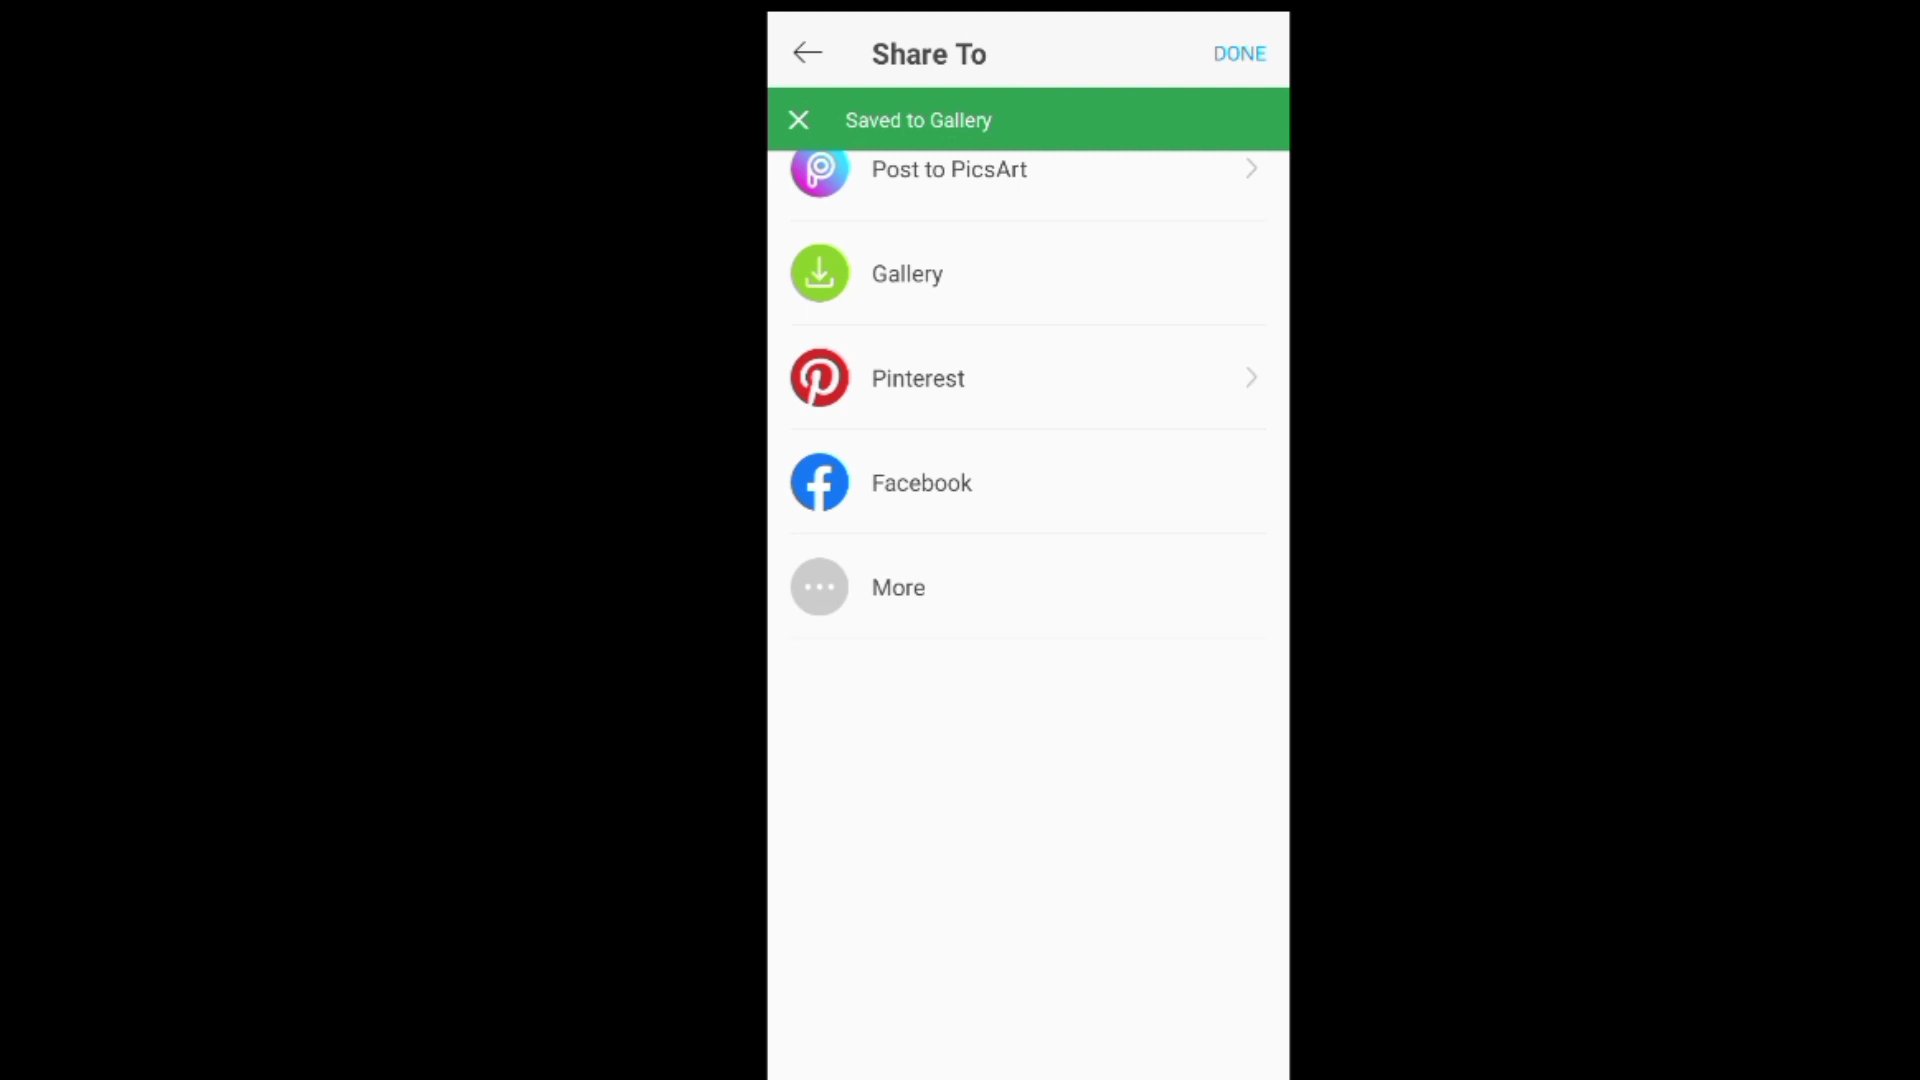 Share To
DONE
Saved to Gallery
Post to PicsArt
Gallery
Pinterest
Facebook
More